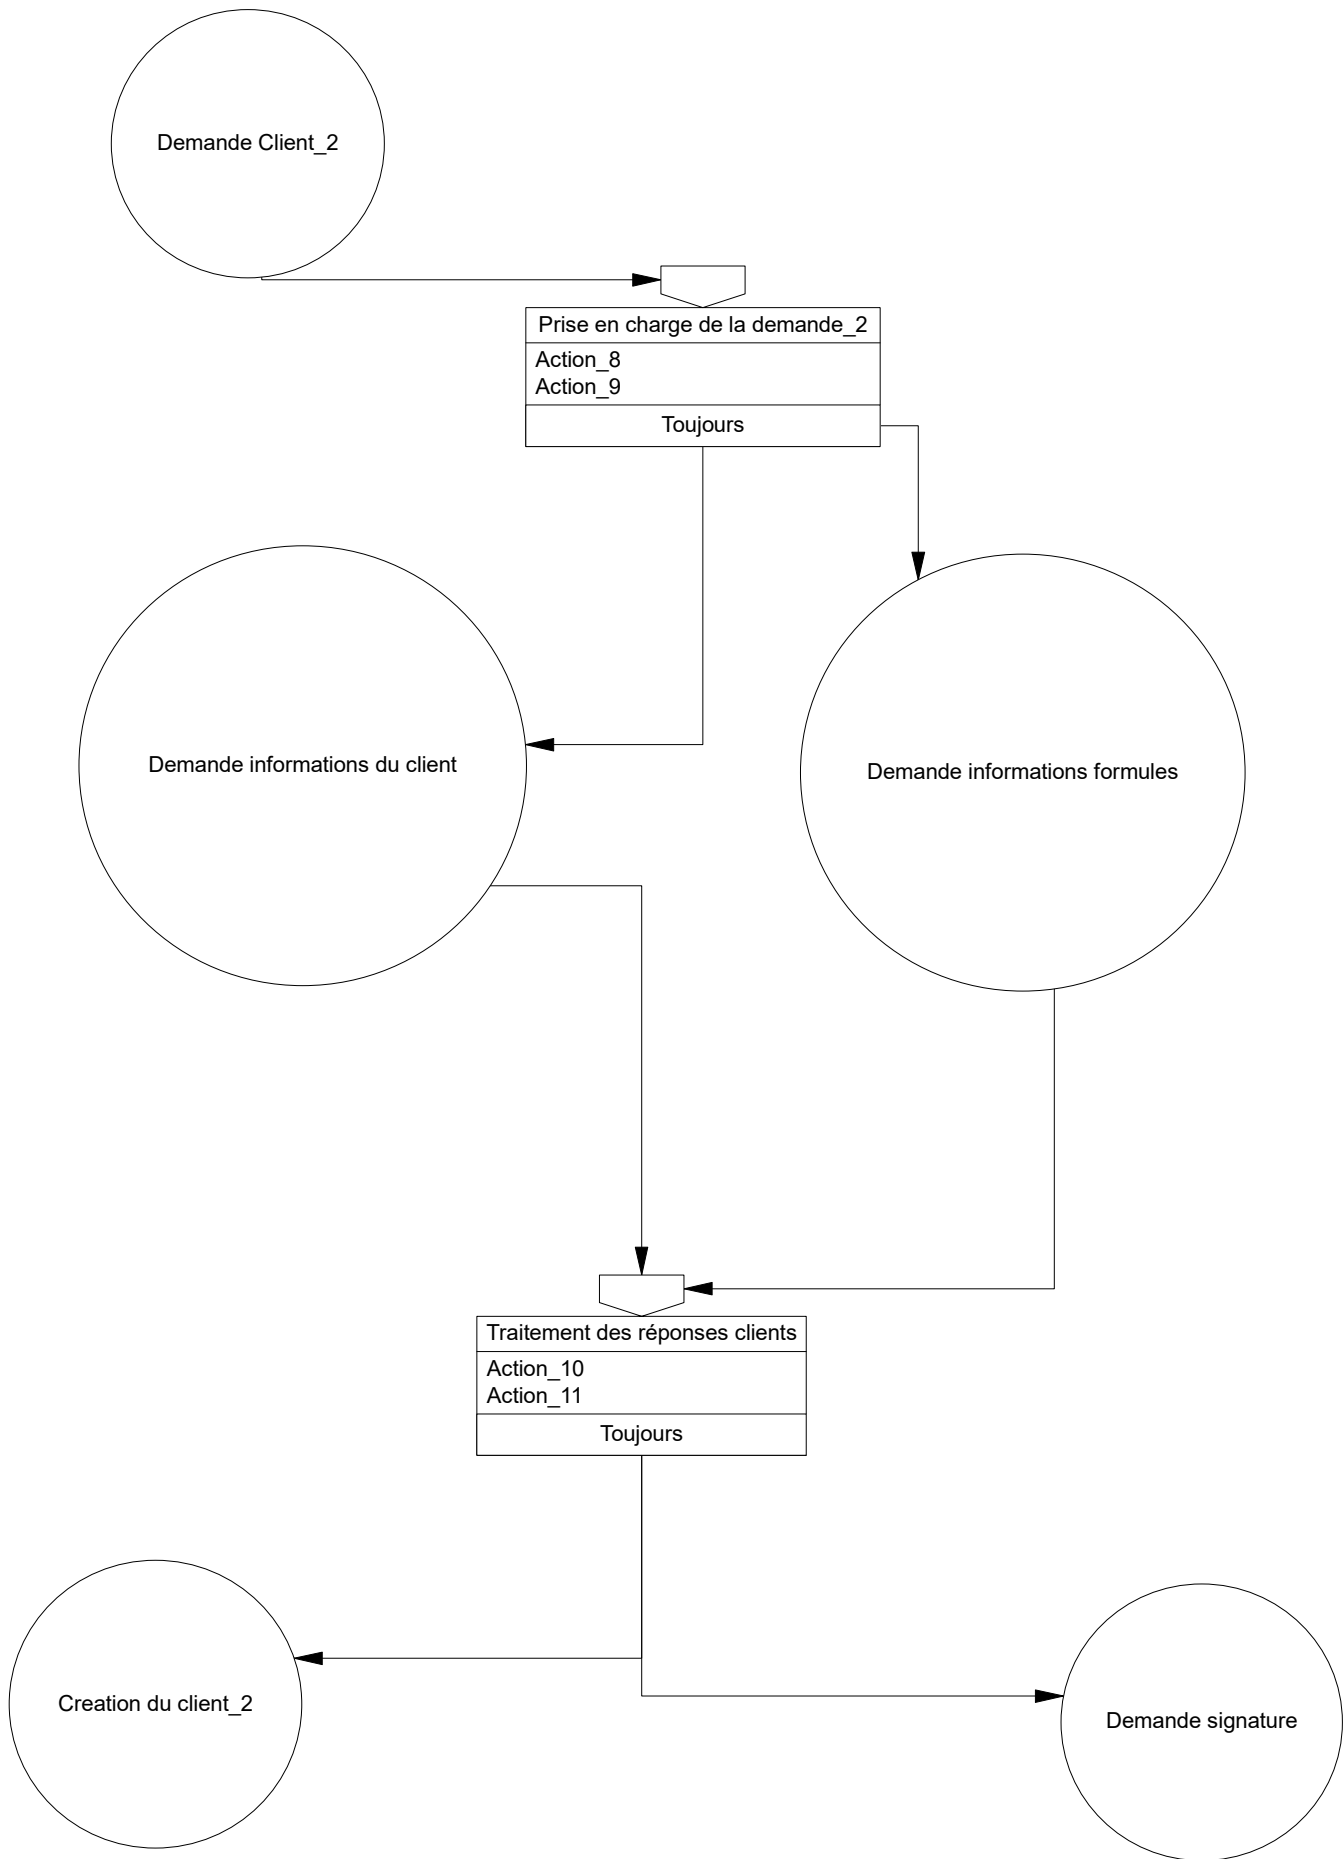 Demande Client_2
Prise en charge de la demande_2
Action_8
Action_9
Toujours
Demande informations du client
Demande informations formules
Traitement des réponses clients
Action_10
Action_11
Toujours
Creation du client_2
Demande signature